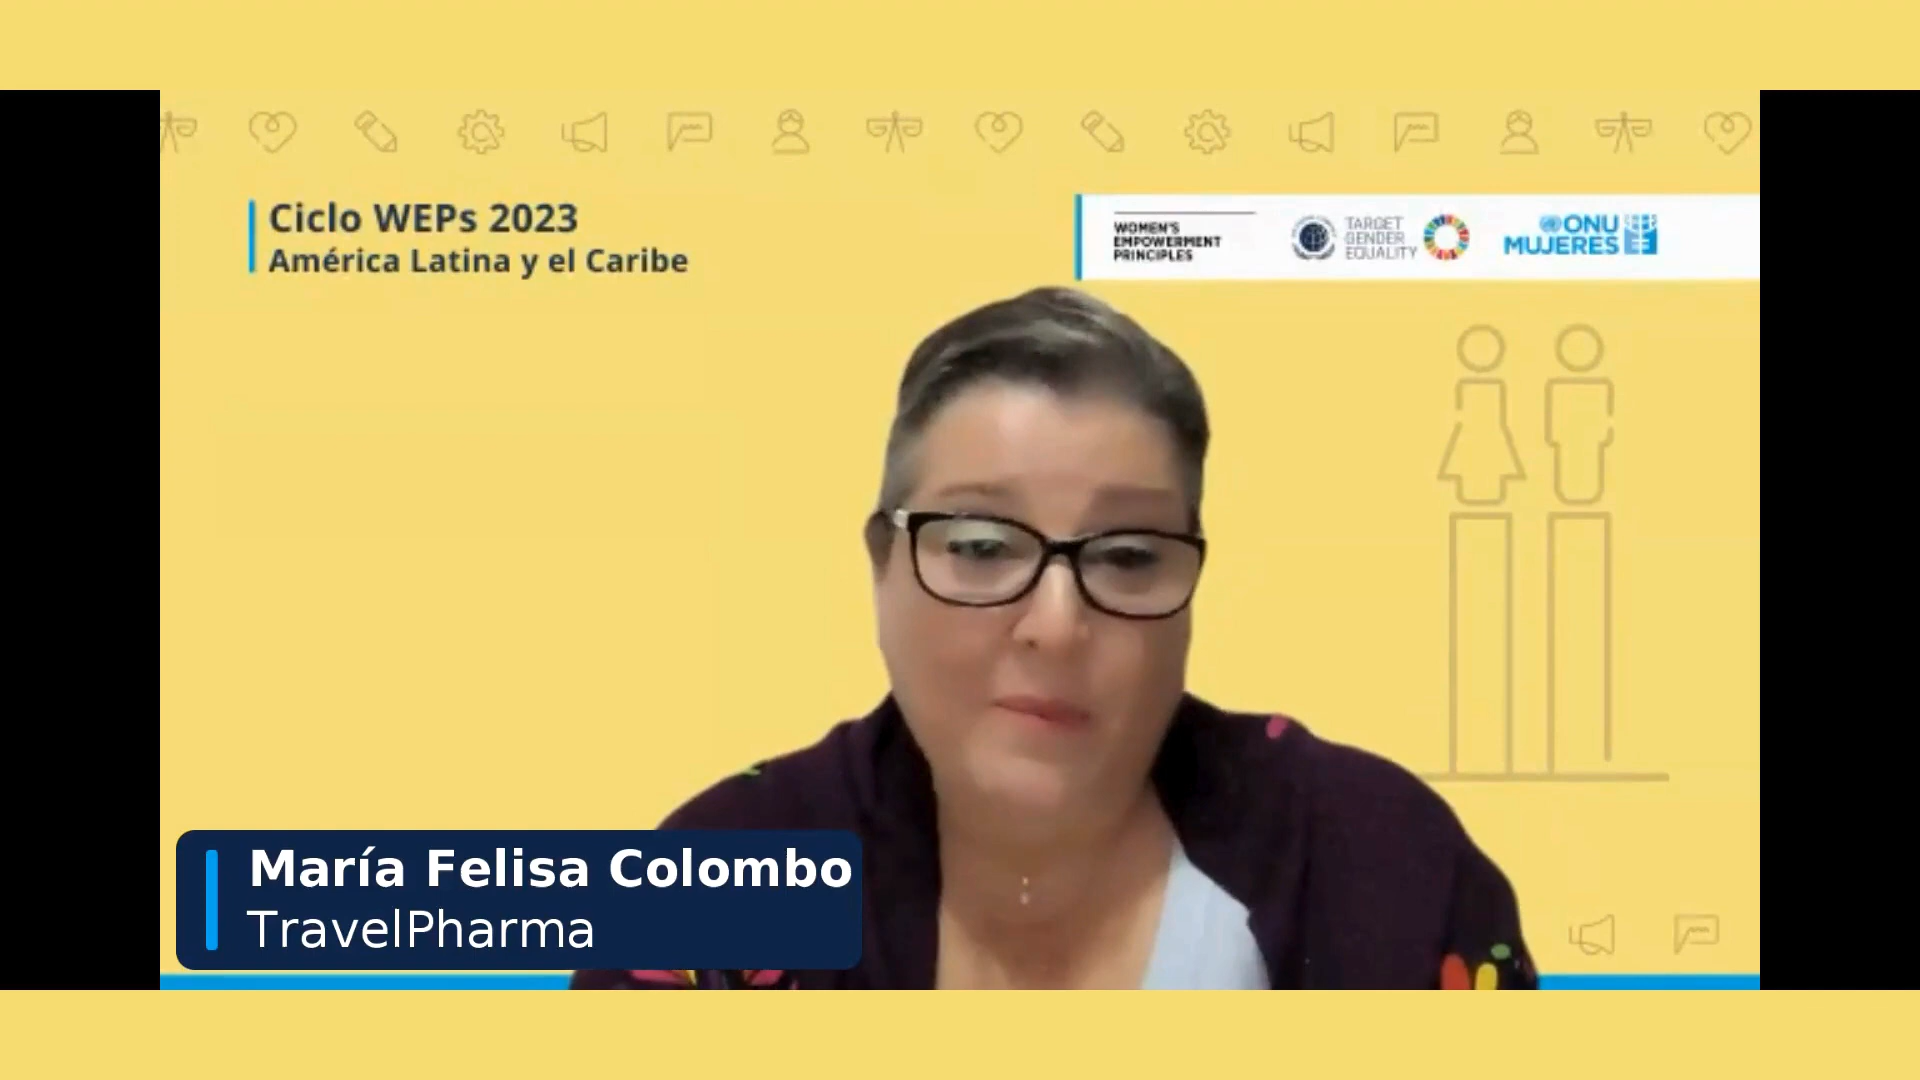 Ciclo WEPs 2023
América Latina y el Caribe
WOMEN'S
EMPOWERMENT
PRINCIPLES
TARGET
GENDER
EQUALITY
ONU
MUJERES
María Felisa Colombo
TravelPharma